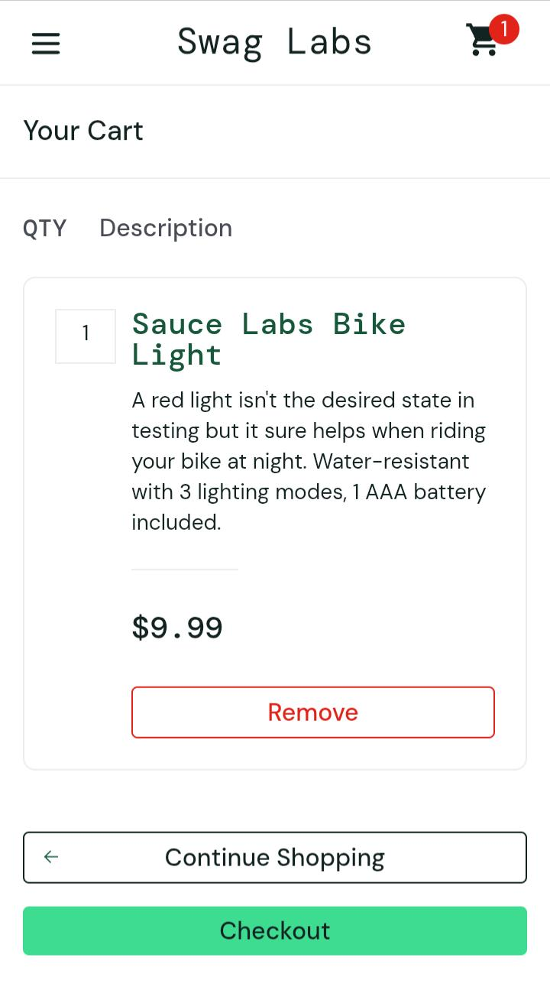 Swag Labs
1
Your Cart
QTY Description
1
Sauce Labs Bike
Light
A red light isn't the desired state in
testing but it sure helps when riding
your bike at night. Water-resistant
with 3 lighting modes, 1 AAA battery
included.
$9.99
Remove
Continue Shopping
Checkout